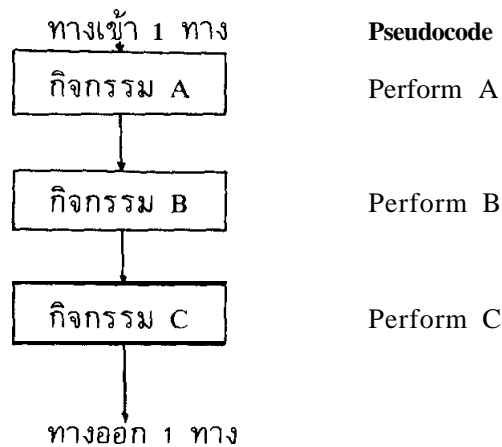 ทางเข้า 1 ทาง Pseudocode
กิจกรรม A Perform A
กิจกรรม B Perform B
กิจกรรม C Perform C
ทางออก 1 ทาง